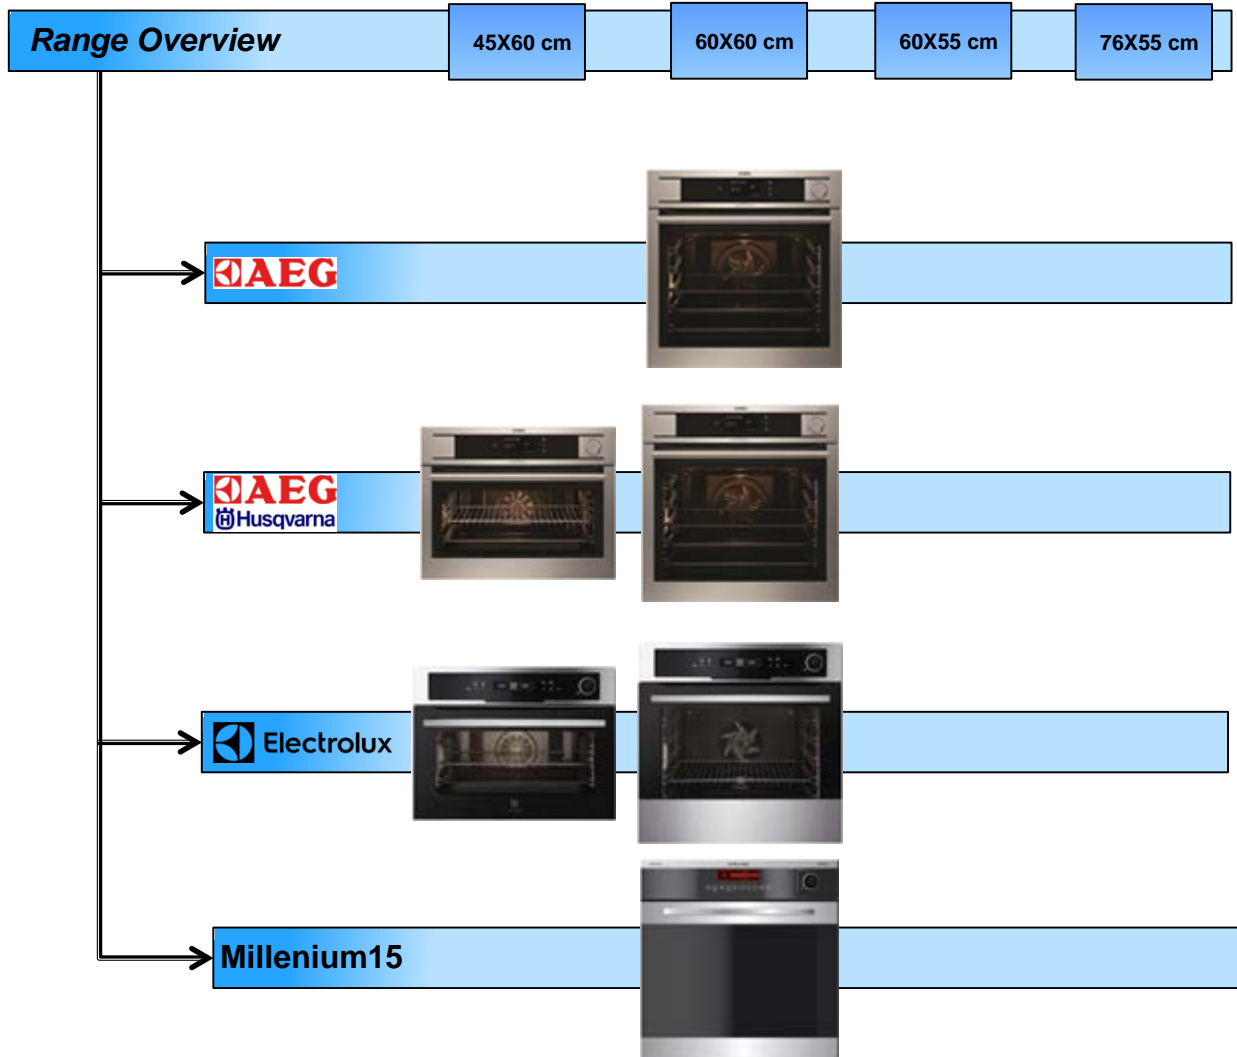 Range Overview
45X60 cm
60X60 cm
60X55 cm
76X55 cm
AEG
AEG
Husqvarna
Electrolux
Millenium15